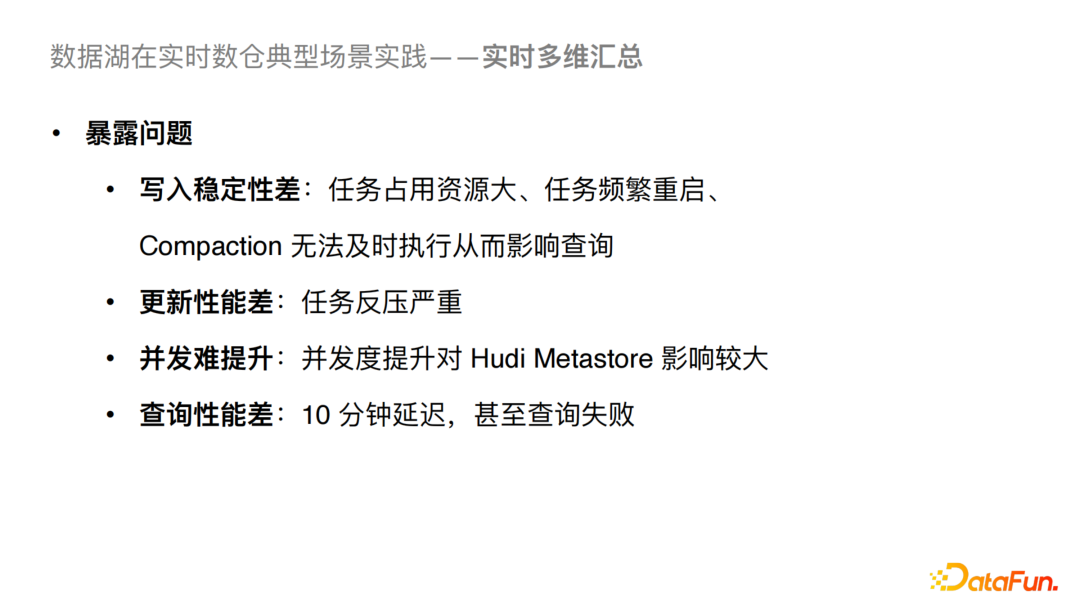 数据湖在实时数仓典型场景实践——实时多维汇总
• 暴露问题
• 写入稳定性差：任务占用资源大、任务频繁重启、
Compaction 无法及时执行从而影响查询
• 更新性能差：任务反压严重
• 并发难提升：并发度提升对 Hudi Metastore 影响较大
• 查询性能差：10 分钟延迟，甚至查询失败
DataFun.